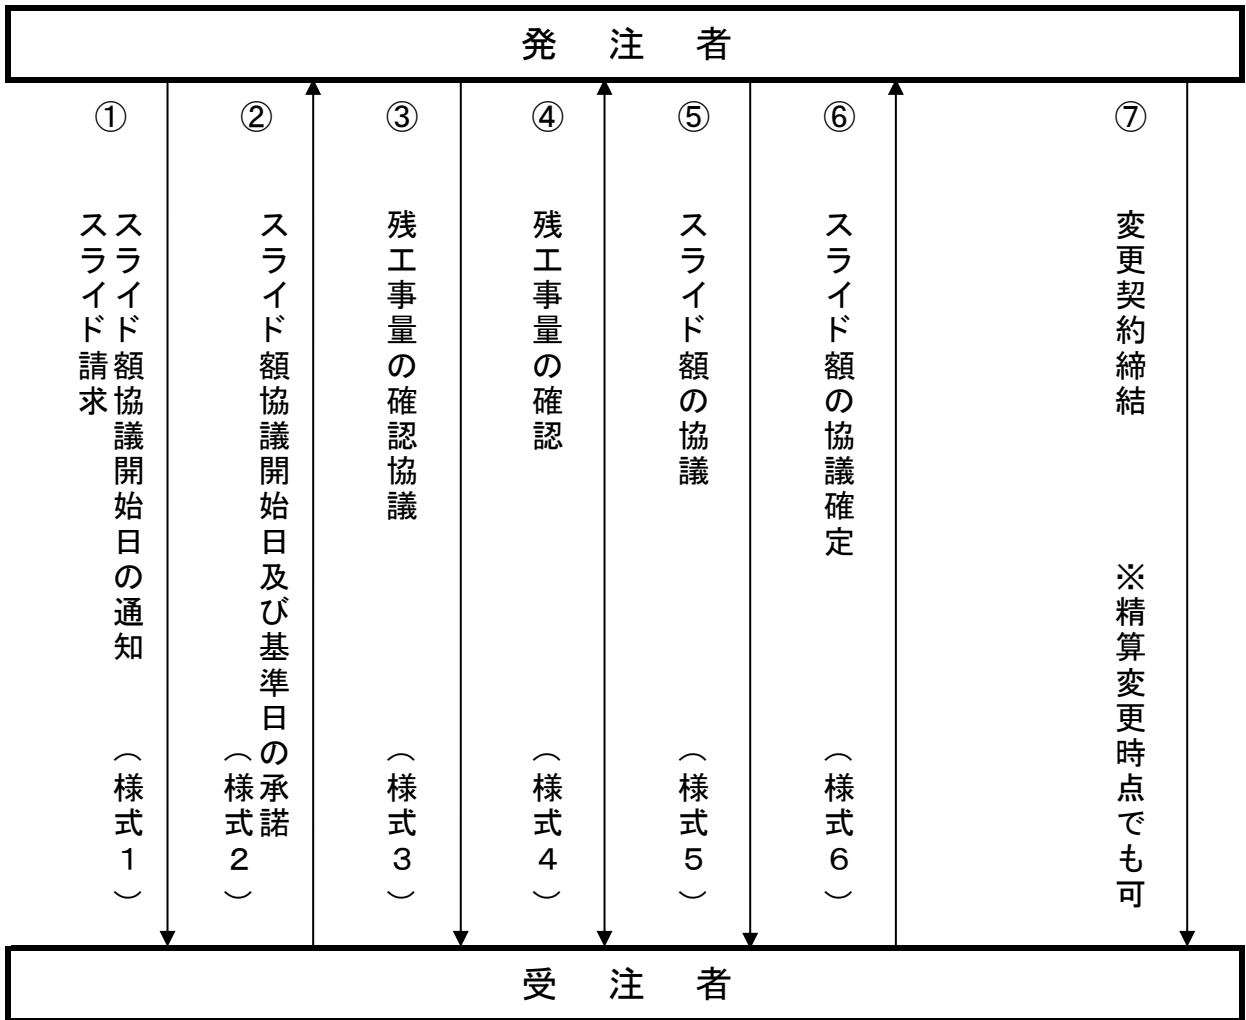 発　注　者
①
スライド請求
スライド額協議開始日の通知
（様式１）
②
スライド額協議開始日及び基準日の承諾
（様式２）
③
残工事量の確認協議
（様式３）
④
残工事量の確認
（様式４）
⑤
スライド額の協議
（様式５）
⑥
スライド額の協議確定
（様式６）
⑦
変更契約締結
※精算変更時点でも可
受　注　者